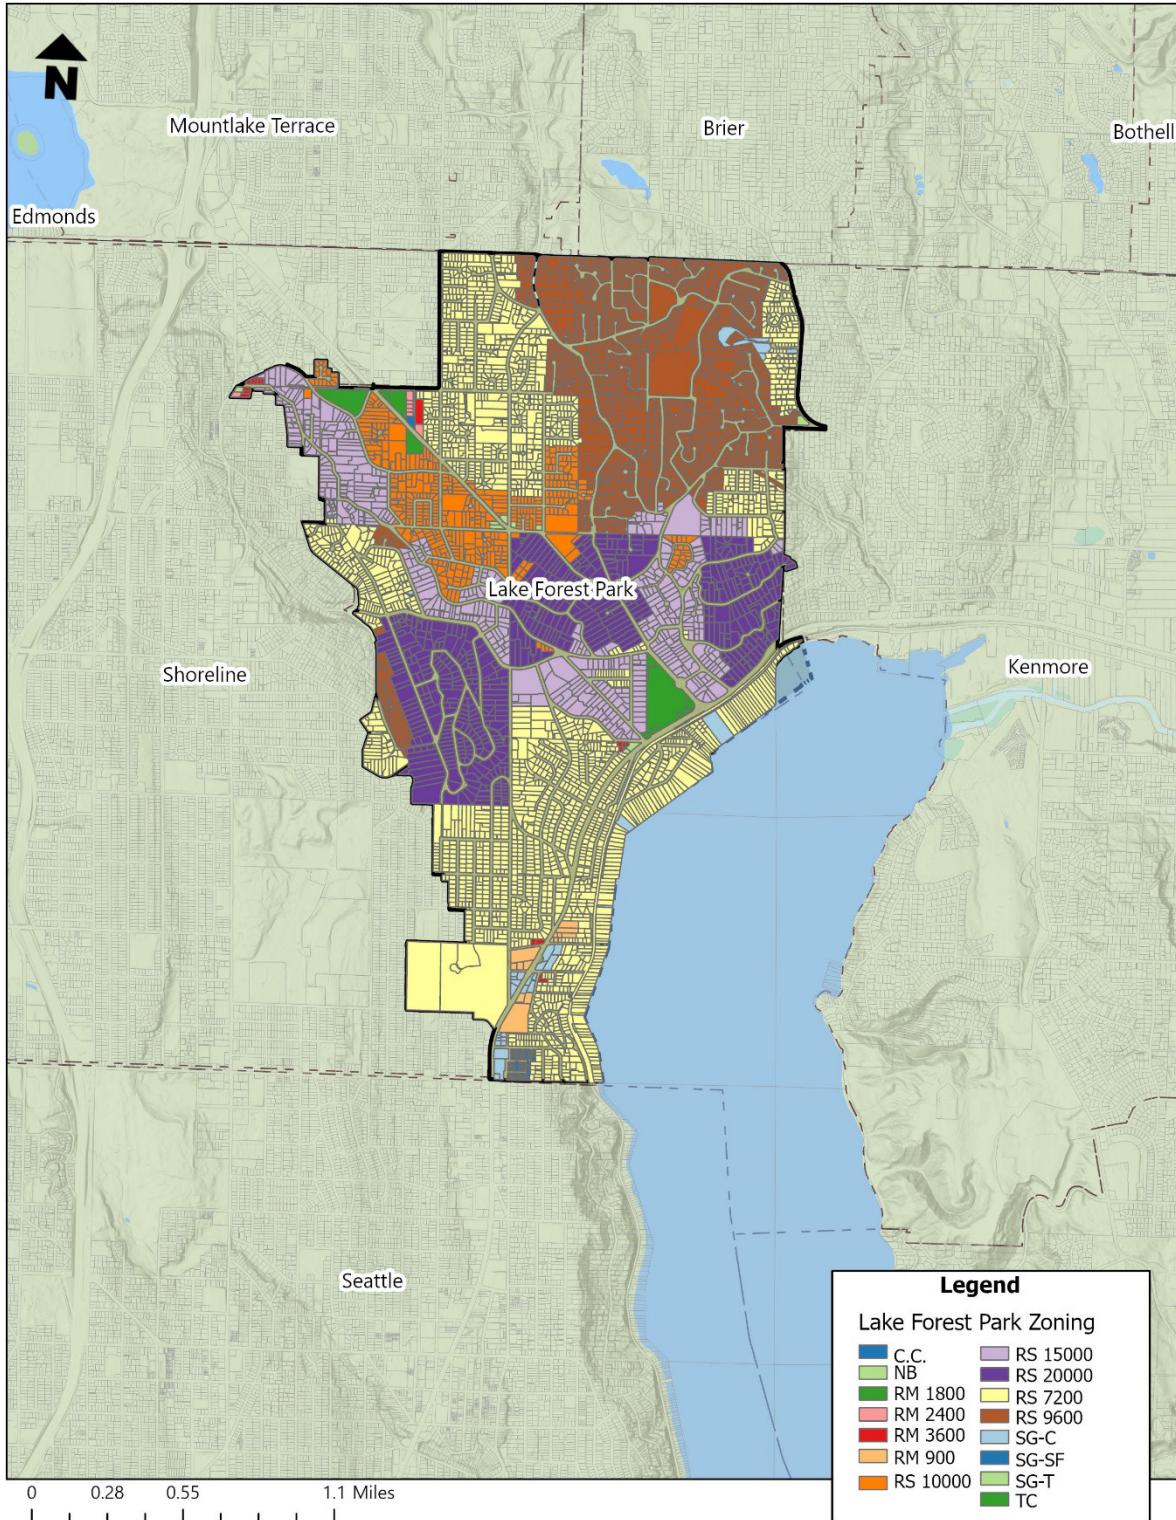 N
Mountlake Terrace
Brier
Bothell
Edmonds
Lake Forest Park
Shoreline
Kenmore
Seattle
Legend
Lake Forest Park Zoning
C.C.
NB
RM 1800
RM 2400
RM 3600
RM 900
RS 10000
RS 15000
RS 20000
RS 7200
RS 9600
SG-C
SG-SF
SG-T
TC
0 0.28 0.55 1.1 Miles